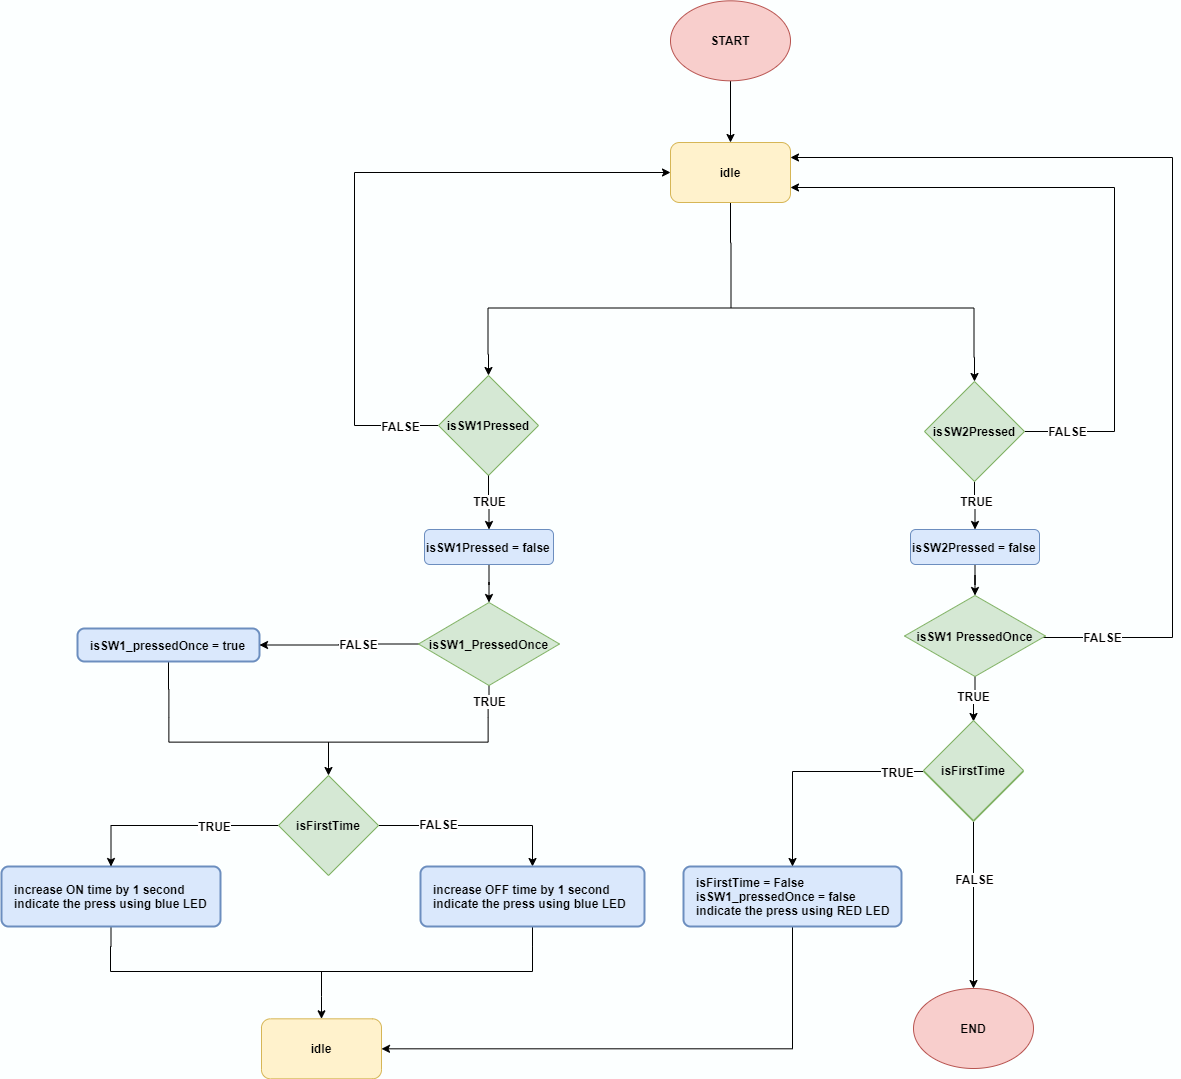 START
idle
isSW1Pressed
FALSE
isSW2Pressed
FALSE
TRUE
TRUE
isSW1Pressed = false
isSW2Pressed = false
isSW1_pressedOnce = true
FALSE
isSW1_PressedOnce
isSW1 PressedOnce
FALSE
TRUE
TRUE
isFirstTime
TRUE
isFirstTime
TRUE
FALSE
increase ON time by 1 second
indicate the press using blue LED
increase OFF time by 1 second
indicate the press using blue LED
isFirstTime = False
isSW1_pressedOnce = false
indicate the press using RED LED
FALSE
idle
END